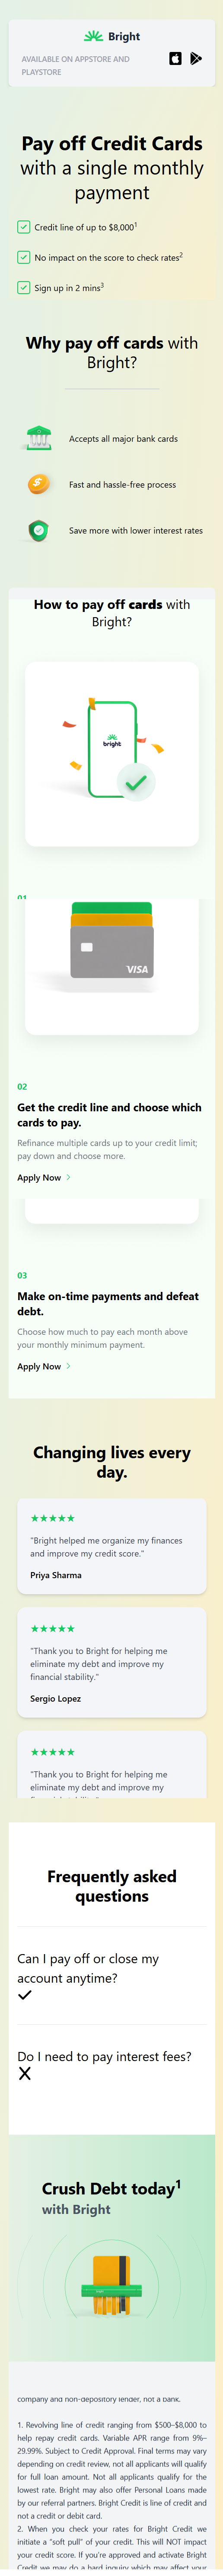 Bright
AVAILABLE ON APPSTORE AND
PLAYSTORE
Pay off Credit Cards
with a single monthly
payment
Credit line of up to $8,000¹
No impact on the score to check rates²
Sign up in 2 mins³
Why pay off cards with
Bright?
Accepts all major bank cards
Fast and hassle-free process
Save more with lower interest rates
How to pay off cards with
Bright?
bright
VISA
02
Get the credit line and choose which
cards to pay.
Refinance multiple cards up to your credit limit;
pay down and choose more.
Apply Now
03
Make on-time payments and defeat
debt.
Choose how much to pay each month above
your monthly minimum payment.
Apply Now
Changing lives every
day.
★★★★★
"Bright helped me organize my finances
and improve my credit score."
Priya Sharma
★★★★★
"Thank you to Bright for helping me
eliminate my debt and improve my
financial stability."
Sergio Lopez
★★★★★
"Thank you to Bright for helping me
eliminate my debt and improve my
Frequently asked
questions
Can I pay off or close my
account anytime?
Do I need to pay interest fees?
Crush Debt today¹
with Bright
company and non-depository lender, not a bank.
1. Revolving line of credit ranging from $500–$8,000 to
help repay credit cards. Variable APR range from 9%–
29.99%. Subject to Credit Approval. Final terms may vary
depending on credit review, not all applicants will qualify
for full loan amount. Not all applicants qualify for the
lowest rate. Bright may also offer Personal Loans made
by our referral partners. Bright Credit is line of credit and
not a credit or debit card.
2. When you check your rates for Bright Credit we
initiate a "soft pull" of your credit. This will NOT impact
your credit score. If you're approved and activate Bright
Credit we may do a hard inquiry which may affect your